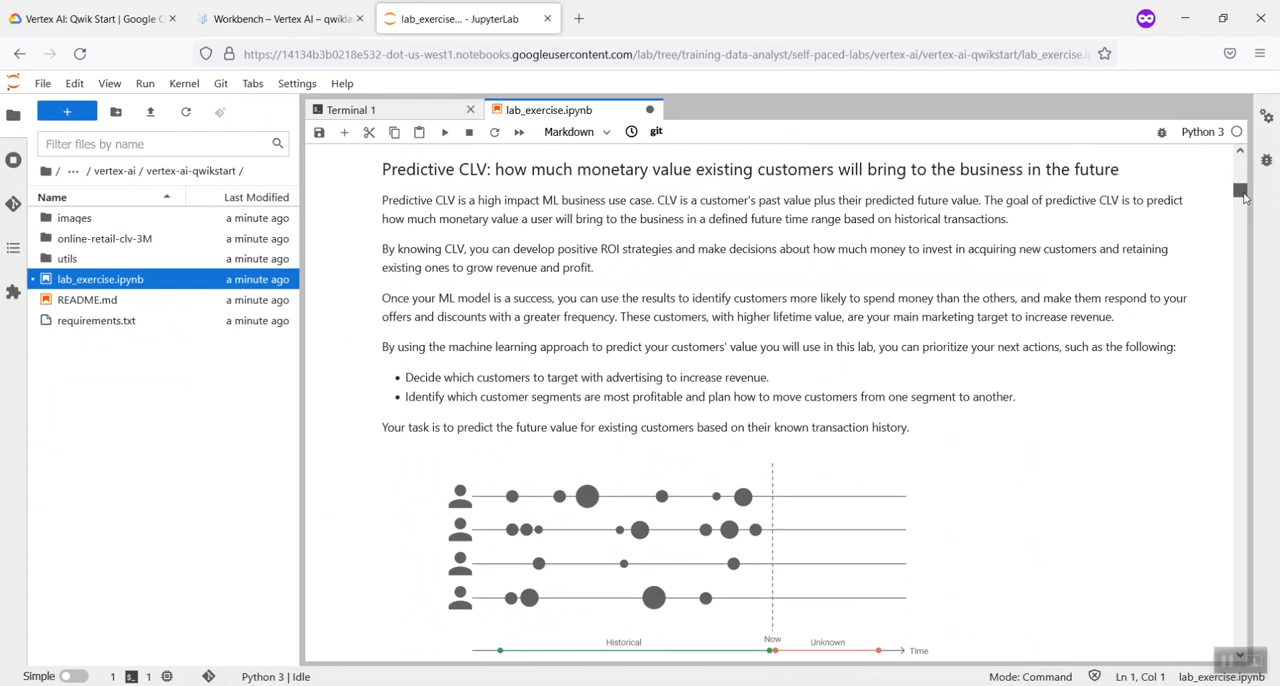 Vertex AI: Qwik Start | Google C
Workbench – Vertex AI – qwikla
lab_exercise... - JupyterLab
https://14134b3b0218e532-dot-us-west1.notebooks.googleusercontent.com/lab/tree/training-data-analyst/self-paced-labs/vertex-ai/vertex-ai-qwikstart/lab_exercise.i
File Edit View Run Kernel Git Tabs Settings Help
Terminal 1
lab_exercise.ipynb
Filter files by name
Markdown
git
Python 3
/ ··· / vertex-ai / vertex-ai-qwikstart /
Name Last Modified
images a minute ago
online-retail-clv-3M a minute ago
utils a minute ago
lab_exercise.ipynb a minute ago
README.md a minute ago
requirements.txt a minute ago
Predictive CLV: how much monetary value existing customers will bring to the business in the future
Predictive CLV is a high impact ML business use case. CLV is a customer's past value plus their predicted future value. The goal of predictive CLV is to predict
how much monetary value a user will bring to the business in a defined future time range based on historical transactions.
By knowing CLV, you can develop positive ROI strategies and make decisions about how much money to invest in acquiring new customers and retaining
existing ones to grow revenue and profit.
Once your ML model is a success, you can use the results to identify customers more likely to spend money than the others, and make them respond to your
offers and discounts with a greater frequency. These customers, with higher lifetime value, are your main marketing target to increase revenue.
By using the machine learning approach to predict your customers' value you will use in this lab, you can prioritize your next actions, such as the following:
• Decide which customers to target with advertising to increase revenue.
• Identify which customer segments are most profitable and plan how to move customers from one segment to another.
Your task is to predict the future value for existing customers based on their known transaction history.
Historical
Now
Unknown
Time
Simple 1 1 Python 3 | Idle Mode: Command Ln 1, Col 1 lab_exercise.ipynb